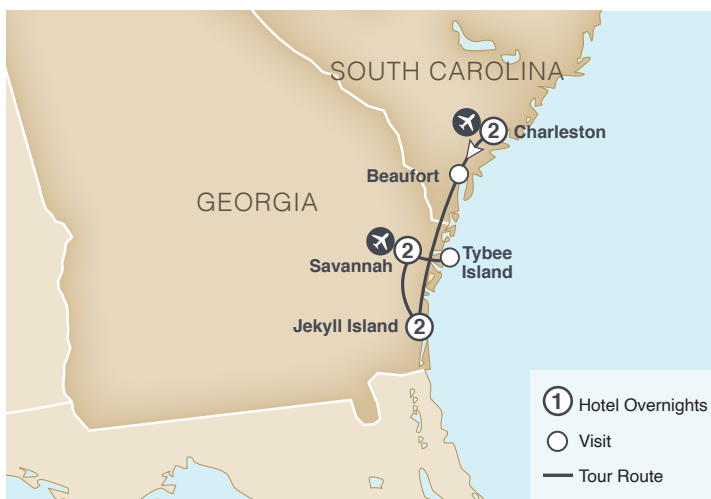 SOUTH CAROLINA
2 Charleston
Beaufort
GEORGIA
2
Savannah
Tybee
Island
Jekyll Island 2
1 Hotel Overnights
Visit
Tour Route